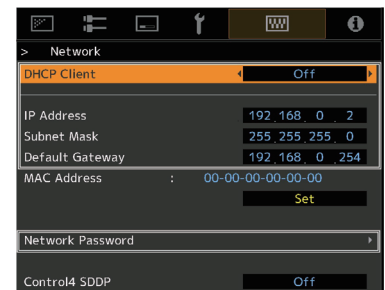 > Network
DHCP Client Off
IP Address 192 168 0 2
Subnet Mask 255 255 255 0
Default Gateway 192 168 0 254
MAC Address : 00-00-00-00-00-00
Set
Network Password
Control4 SDDP Off